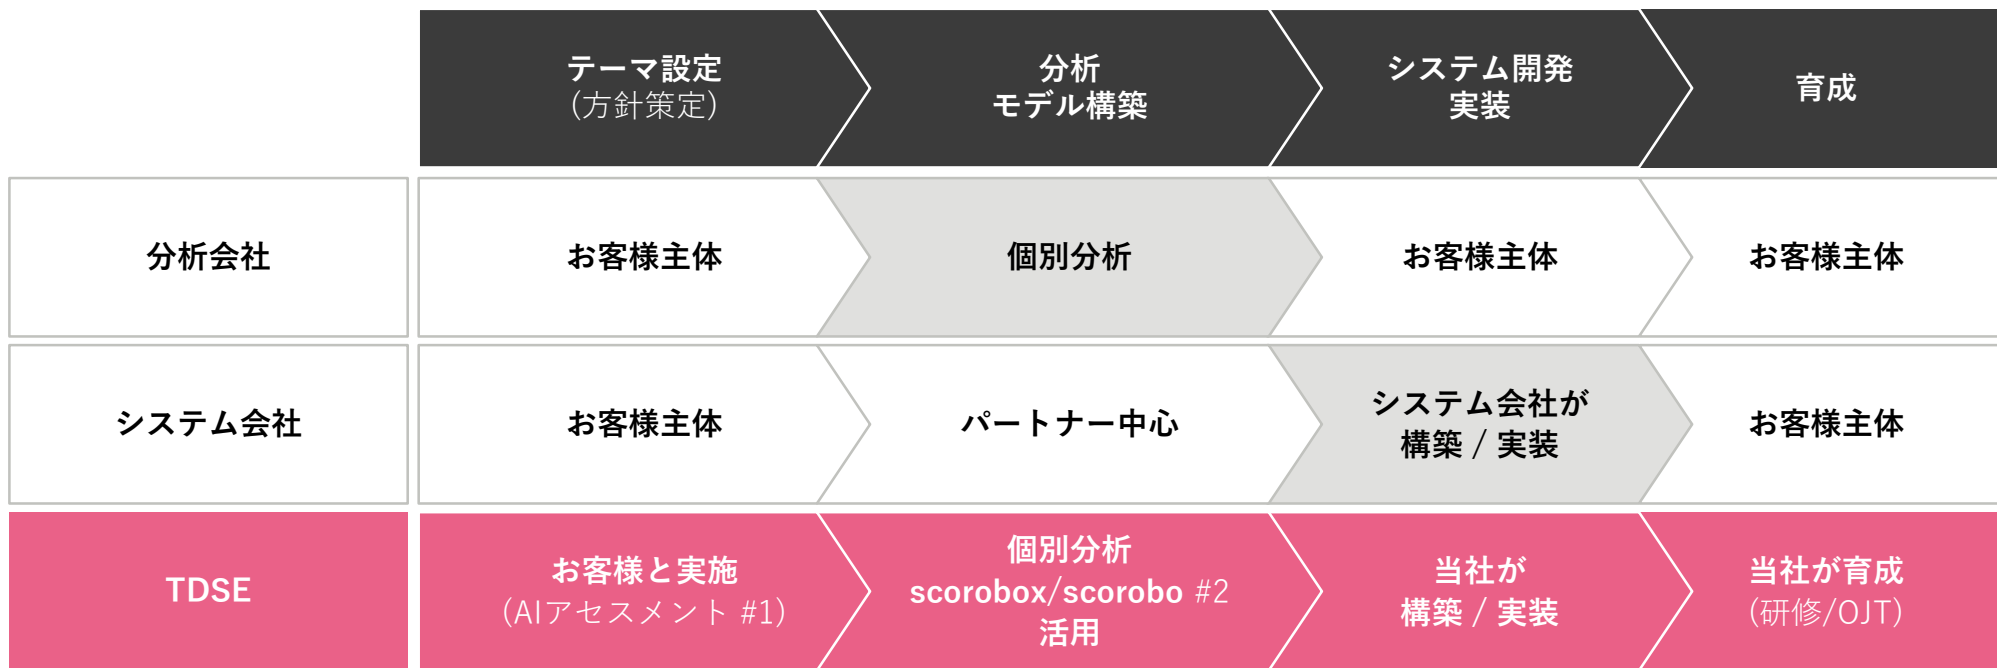 テーマ設定
(方針策定)
分析
モデル構築
システム開発
実装
育成
分析会社
お客様主体
個別分析
お客様主体
お客様主体
システム会社
お客様主体
パートナー中心
システム会社が
構築 / 実装
お客様主体
TDSE
お客様と実施
(AIアセスメント #1)
個別分析
scorobox/scorobo #2
活用
当社が
構築 / 実装
当社が育成
(研修/OJT)